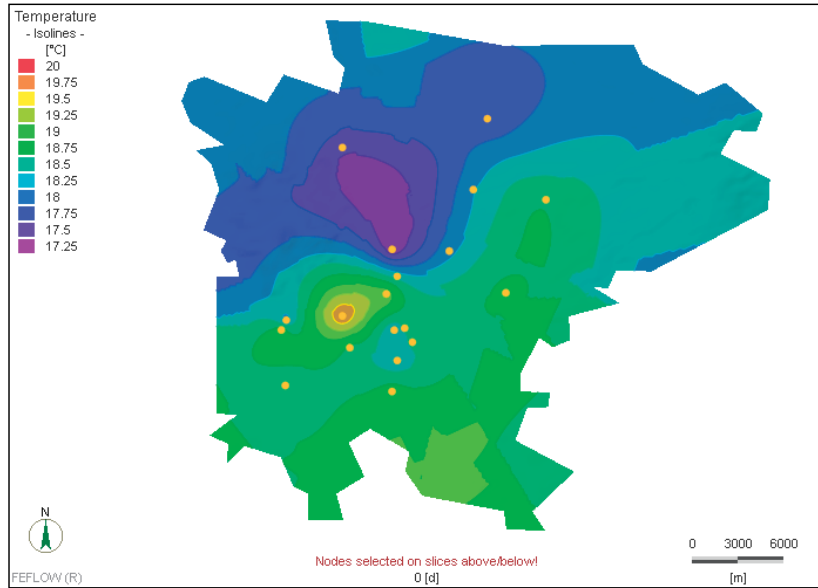 Temperature
- Isolines -
[°C]
20
19.75
19.5
19.25
19
18.75
18.5
18.25
18
17.75
17.5
17.25
N
FEFLOW (R)
Nodes selected on slices above/below!
0 [d]
0 3000 6000
[m]